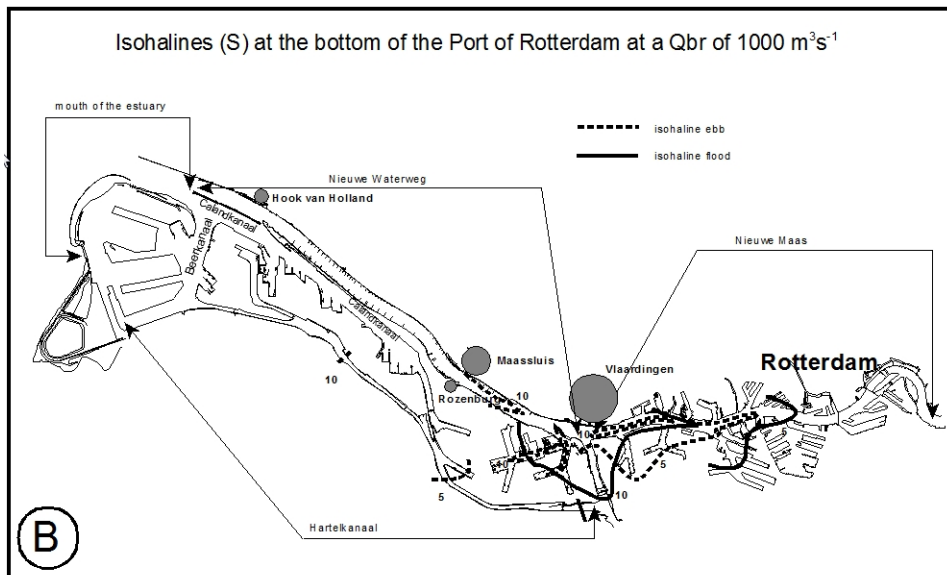 Isohalines (S) at the bottom of the Port of Rotterdam at a Qbr of 1000 m³s⁻¹
mouth of the estuary
isohaline ebb
isohaline flood
Nieuwe Waterweg
Hook van Holland
Nieuwe Maas
Calandkanaal
Beerkanaal
Calandkanaal
Maassluis
Vlaardingen
Rotterdam
10
Rozenburg
10
10
5
5
10
Hartelkanaal
B